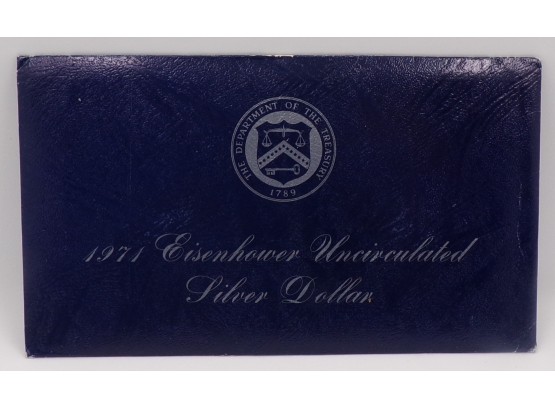 THE DEPARTMENT OF THE TREASURY
1789
1971 Eisenhower Uncirculated
Silver Dollar